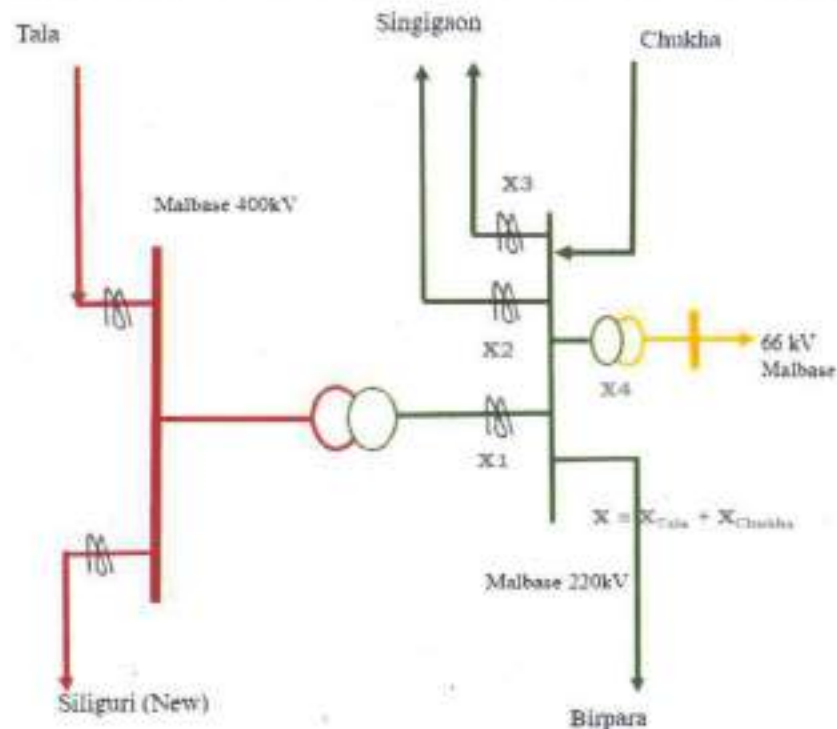 Tala
Singigaon
Chukha
Malbase 400kV
X3
X2
X4
66 kV
Malbase
X1
X = X_Tala + X_Chukha
Malbase 220kV
Siliguri (New)
Birpara